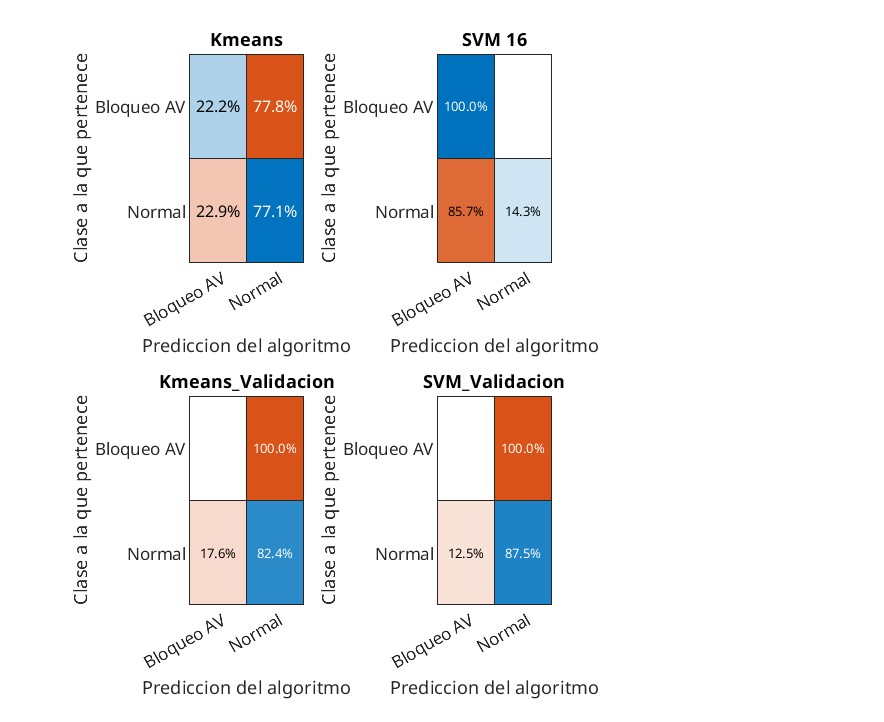 Kmeans
Clase a la que pertenece
Bloqueo AV
22.2%
77.8%
Normal
22.9%
77.1%
Bloqueo AV
Normal
Prediccion del algoritmo
SVM 16
Clase a la que pertenece
Bloqueo AV
100.0%
Normal
85.7%
14.3%
Bloqueo AV
Normal
Prediccion del algoritmo
Kmeans_Validacion
Clase a la que pertenece
Bloqueo AV
100.0%
Normal
17.6%
82.4%
Bloqueo AV
Normal
Prediccion del algoritmo
SVM_Validacion
Clase a la que pertenece
Bloqueo AV
100.0%
Normal
12.5%
87.5%
Bloqueo AV
Normal
Prediccion del algoritmo